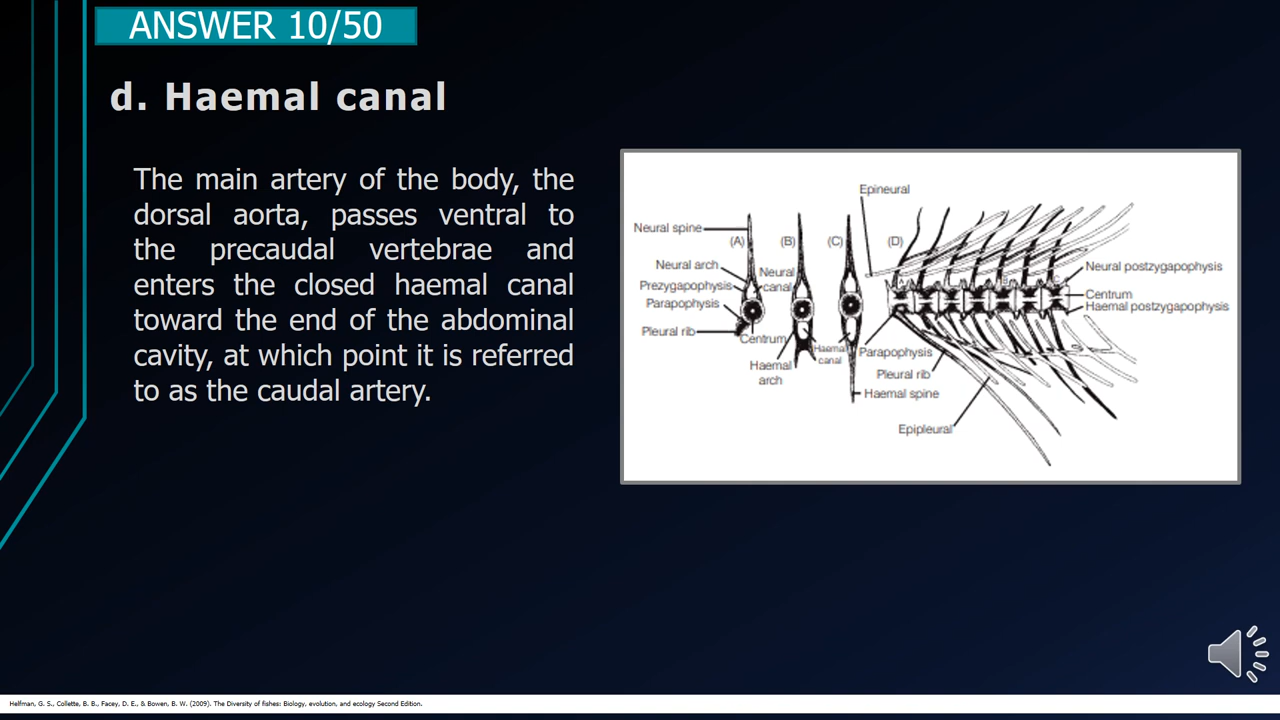 ANSWER 10/50
d. Haemal canal
The main artery of the body, the
dorsal aorta, passes ventral to
the precaudal vertebrae and
enters the closed haemal canal
toward the end of the abdominal
cavity, at which point it is referred
to as the caudal artery.
Epineural
Neural spine
(A)
(B)
(C)
(D)
Neural arch
Neural
canal
Prezygapophysis
Parapophysis
Pleural rib
Centrum
Haemal
arch
Haemal
canal
Haemal spine
Parapophysis
Pleural rib
Epipleural
Neural postzygapophysis
Centrum
Haemal postzygapophysis
Helfman, G. S., Collette, B. B., Facey, D. E., & Bowen, B. W. (2009). The Diversity of fishes: Biology, evolution, and ecology Second Edition.